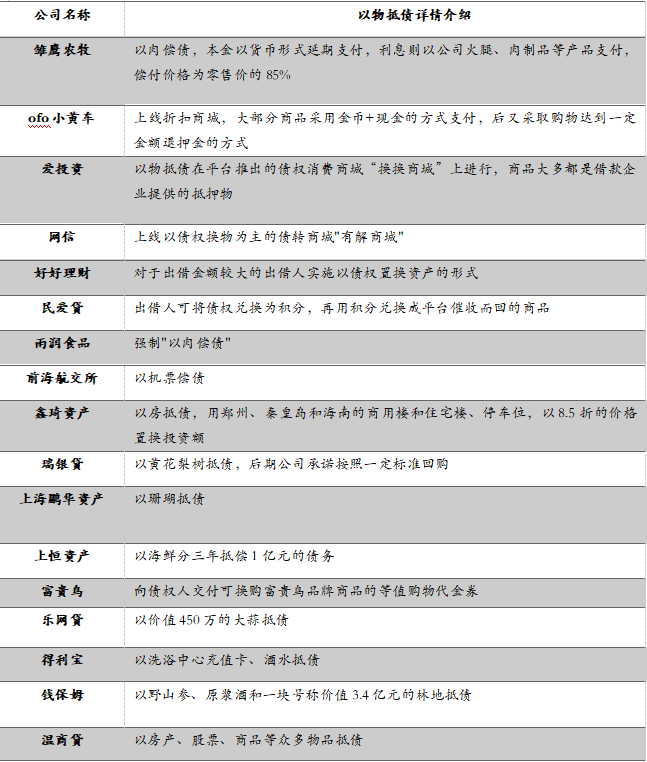 公司名称 以物抵债详情介绍
雏鹰农牧 以肉偿债，本金以货币形式延期支付，利息则以公司火腿、肉制品等产品支付，
偿付价格为零售价的 85%
ofo 小黄车 上线折扣商城，大部分商品采用金币+现金的方式支付，后又采取购物达到一定
金额退押金的方式
爱投资 以物抵债在平台推出的债权消费商城“换换商城”上进行，商品大多都是借款企
业提供的抵押物
网信 上线以债权换物为主的债转商城"有解商城"
好好理财 对于出借金额较大的出借人实施以债权置换资产的形式
民爱贷 出借人可将债权兑换为积分，再用积分兑换成平台催收而回的商品
雨润食品 强制"以肉偿债"
前海航交所 以机票偿债
鑫琦资产 以房抵债，用郑州、秦皇岛和海南的商用楼和住宅楼、停车位，以 8.5 折的价格
置换投资额
瑞银贷 以黄花梨树抵债，后期公司承诺按照一定标准回购
上海鹏华资产 以珊瑚抵债
上恒资产 以海鲜分三年抵偿 1 亿元的债务
富贵鸟 向债权人交付可换购富贵鸟品牌商品的等值购物代金券
乐网贷 以价值 450 万的大蒜抵债
得利宝 以洗浴中心充值卡、酒水抵债
钱保姆 以野山参、原浆酒和一块号称价值 3.4 亿元的林地抵债
温商贷 以房产、股票、商品等众多物品抵债